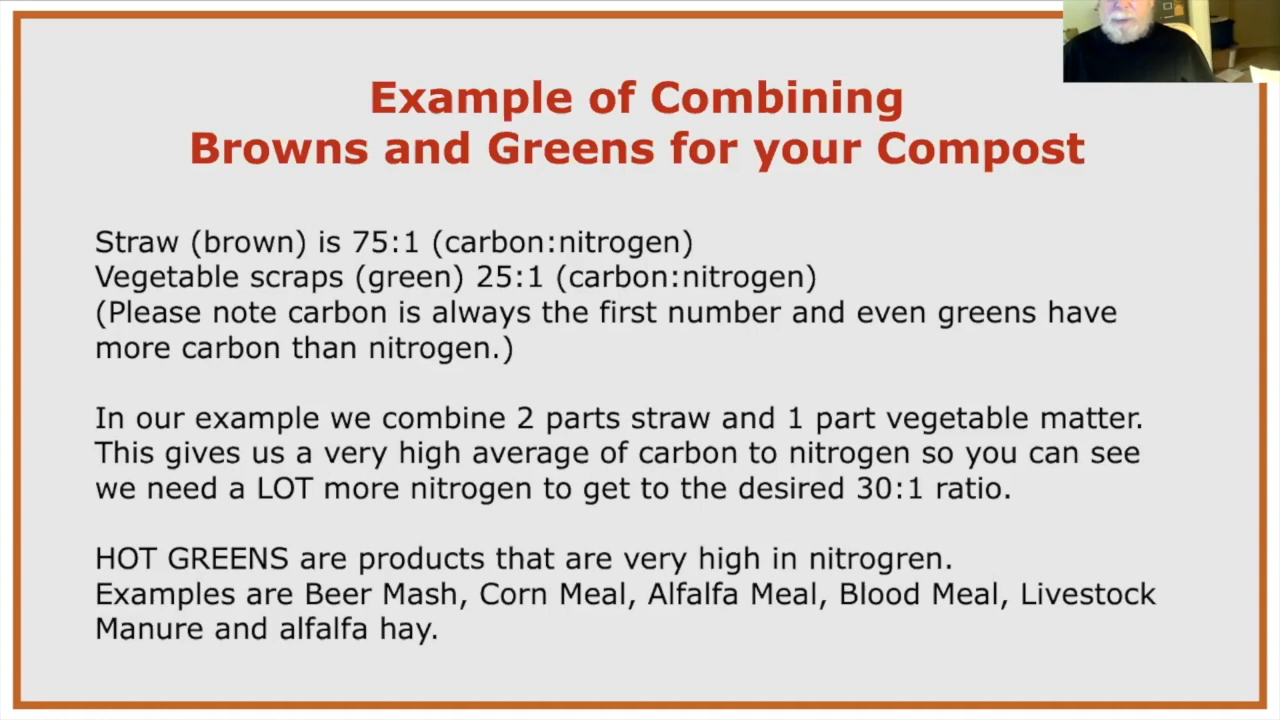 Example of Combining
Browns and Greens for your Compost
Straw (brown) is 75:1 (carbon:nitrogen)
Vegetable scraps (green) 25:1 (carbon:nitrogen)
(Please note carbon is always the first number and even greens have
more carbon than nitrogen.)
In our example we combine 2 parts straw and 1 part vegetable matter.
This gives us a very high average of carbon to nitrogen so you can see
we need a LOT more nitrogen to get to the desired 30:1 ratio.
HOT GREENS are products that are very high in nitrogren.
Examples are Beer Mash, Corn Meal, Alfalfa Meal, Blood Meal, Livestock
Manure and alfalfa hay.